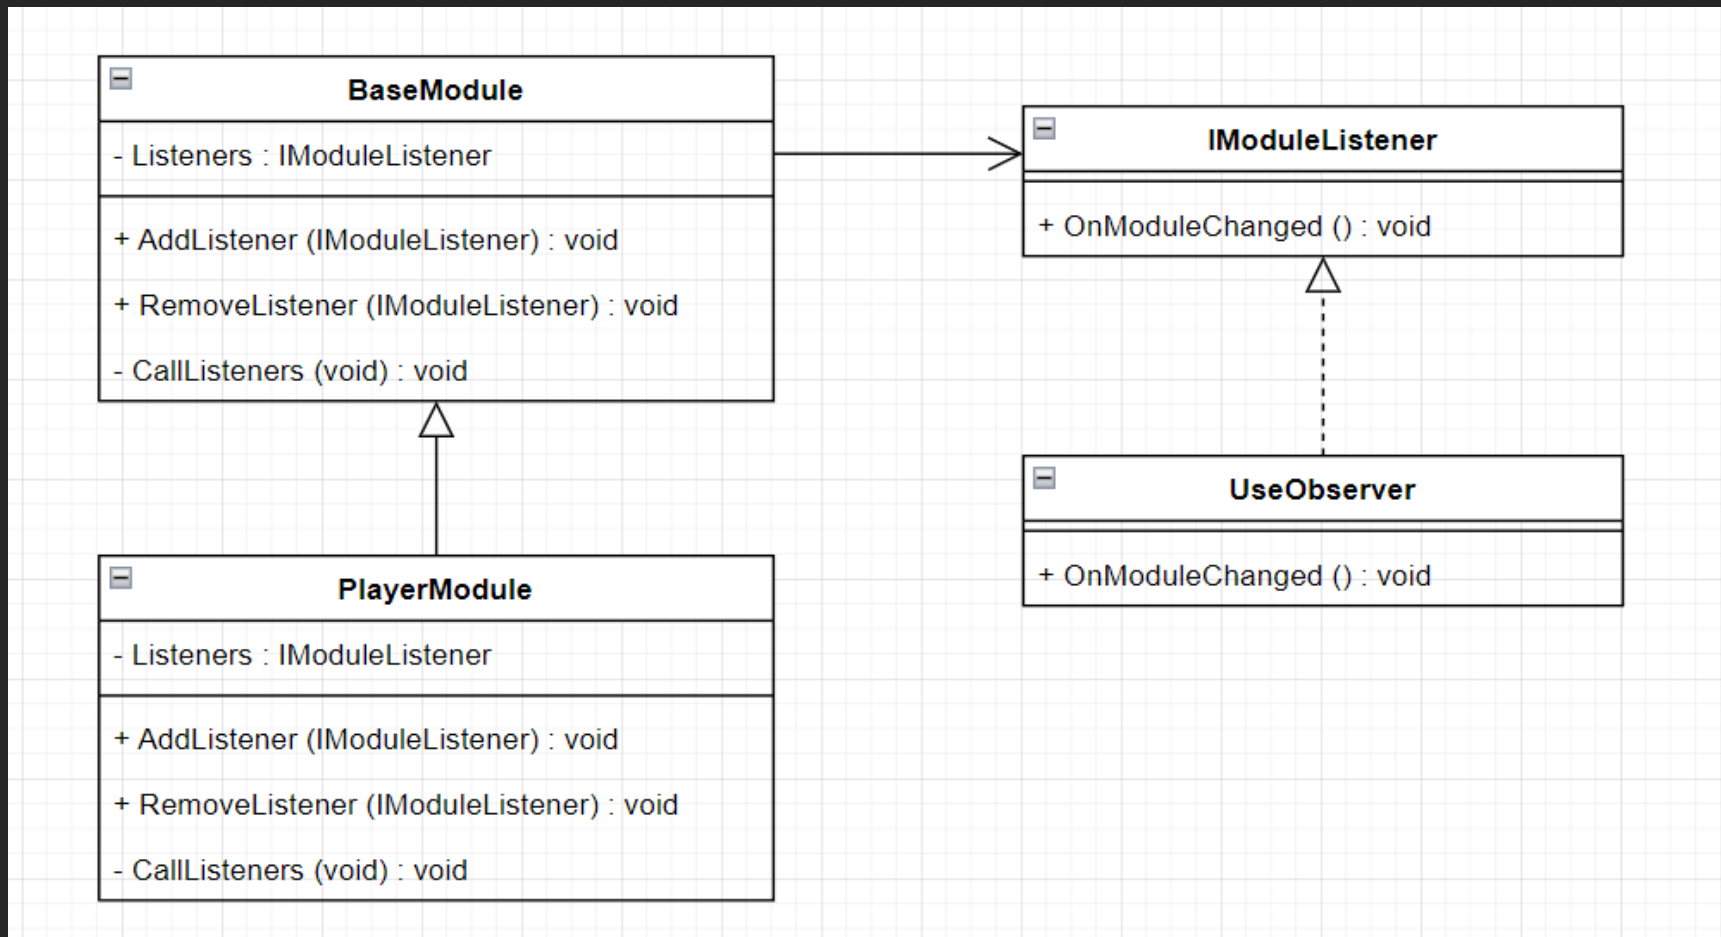 BaseModule
- Listeners : IModuleListener
+ AddListener (IModuleListener) : void
+ RemoveListener (IModuleListener) : void
- CallListeners (void) : void
IModuleListener
+ OnModuleChanged () : void
PlayerModule
- Listeners : IModuleListener
+ AddListener (IModuleListener) : void
+ RemoveListener (IModuleListener) : void
- CallListeners (void) : void
UseObserver
+ OnModuleChanged () : void